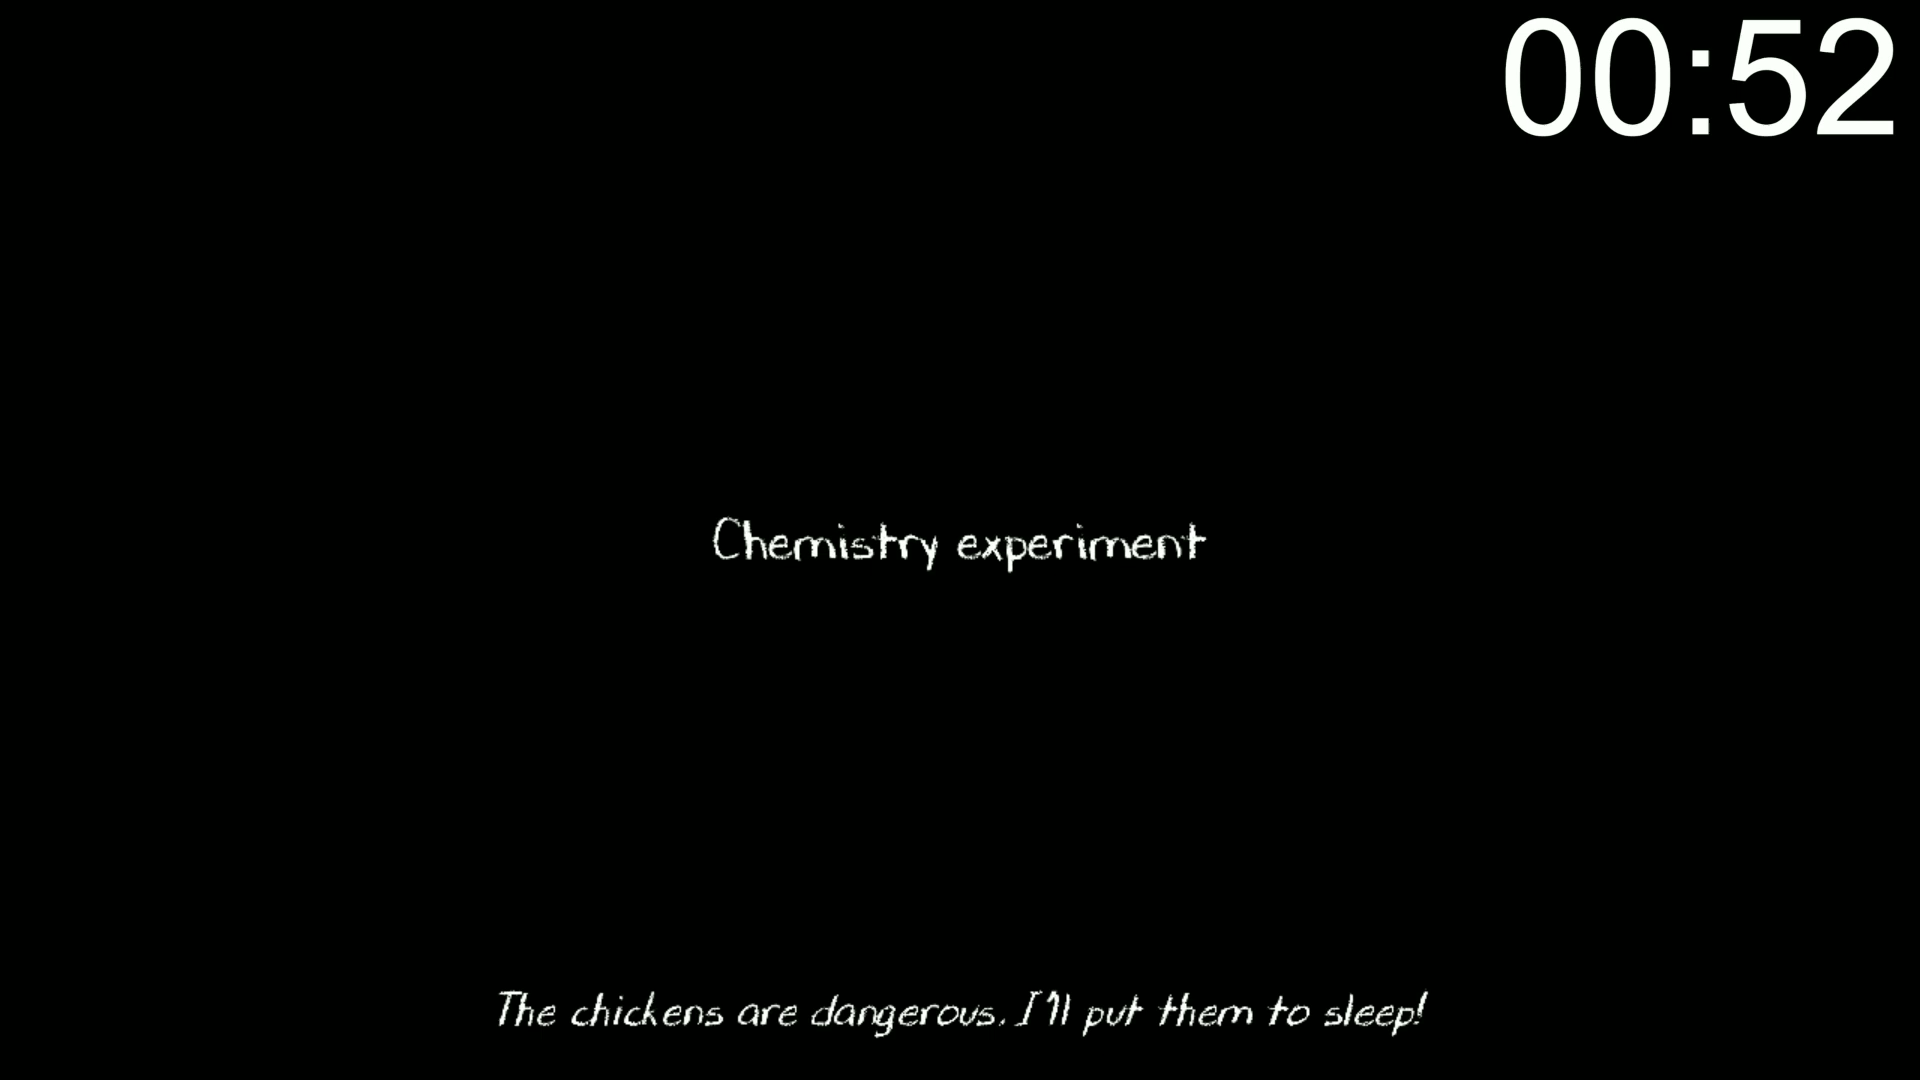 00:52
Chemistry experiment
The chickens are dangerous. I'll put them to sleep!